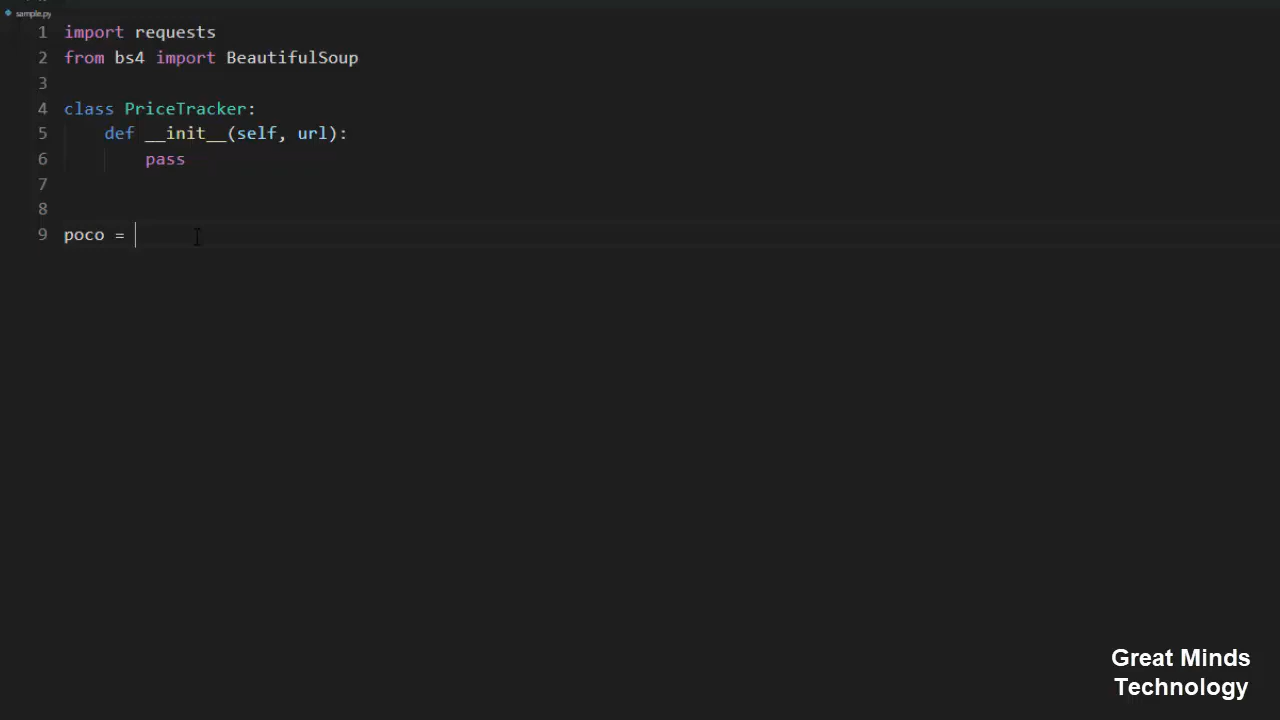 sample.py
1 import requests
2 from bs4 import BeautifulSoup
3
4 class PriceTracker:
5     def __init__(self, url):
6         pass
7
8
9 poco =
Great Minds
Technology